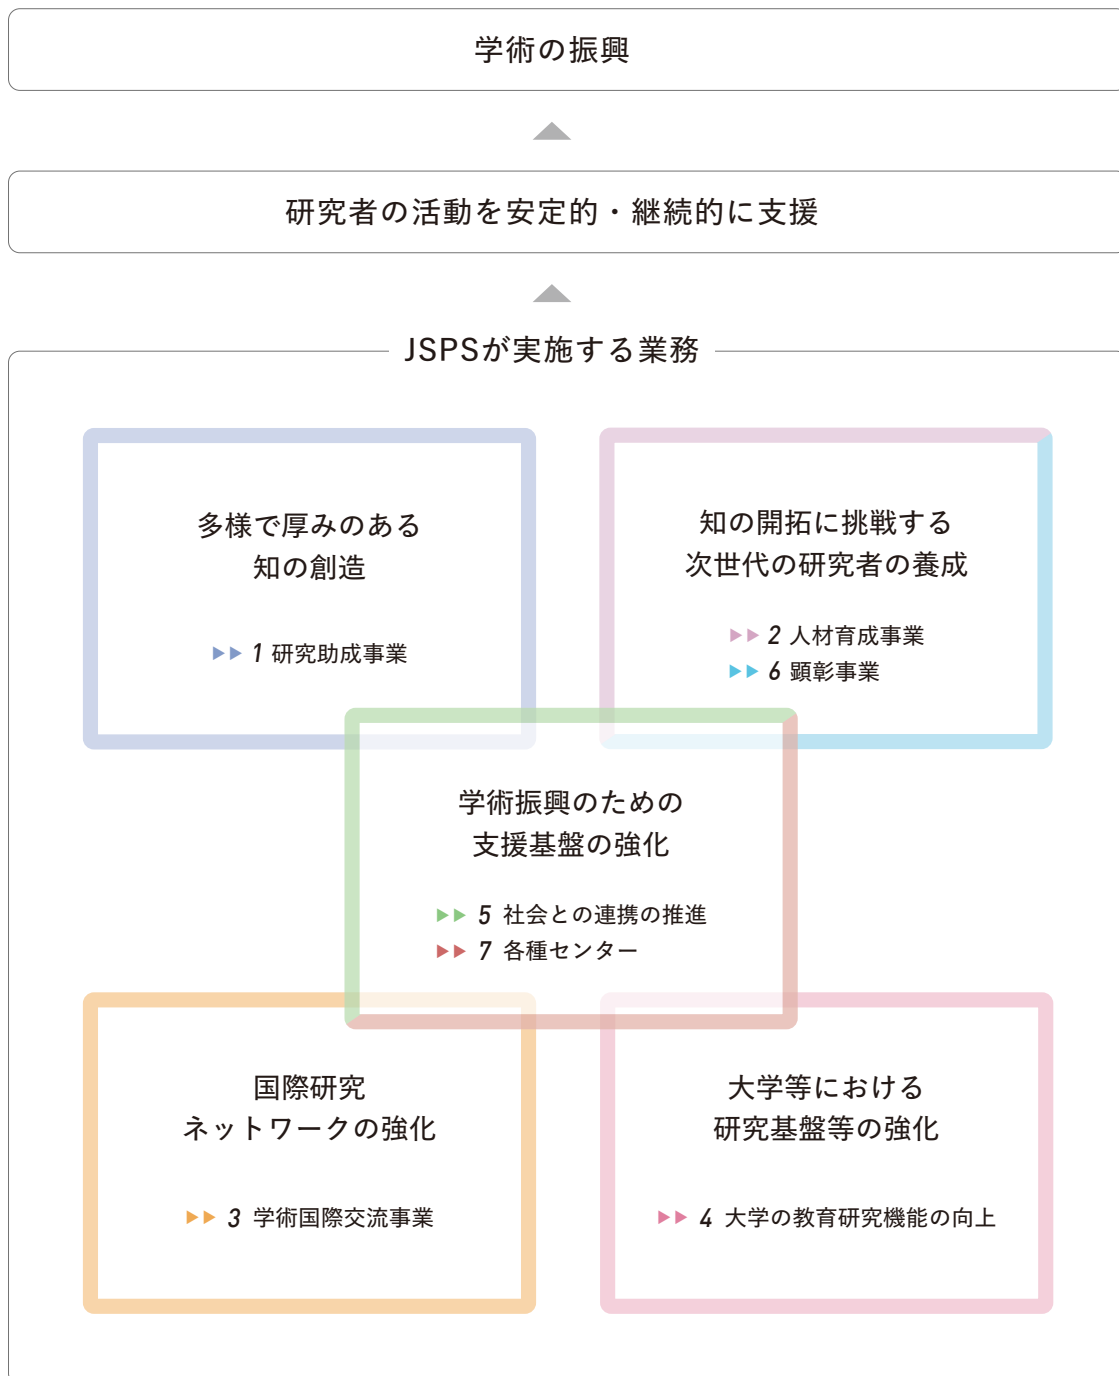 学術の振興
研究者の活動を安定的・継続的に支援
JSPSが実施する業務
多様で厚みのある
知の創造
1 研究助成事業
知の開拓に挑戦する
次世代の研究者の養成
2 人材育成事業
6 顕彰事業
学術振興のための
支援基盤の強化
5 社会との連携の推進
7 各種センター
国際研究
ネットワークの強化
3 学術国際交流事業
大学等における
研究基盤等の強化
4 大学の教育研究機能の向上